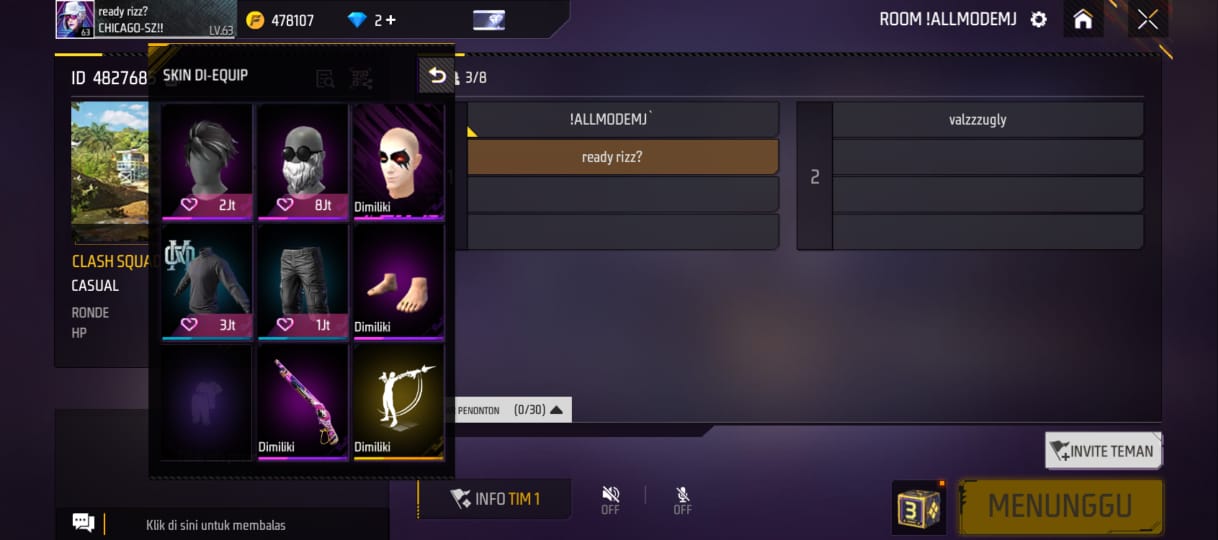 ready rizz?
CHICAGO-SZ!!
63
LV.63
478107
2+
ROOM !ALLMODEMJ
ID 482768
SKIN DI-EQUIP
3/8
2Jt
8Jt
Dimiliki
3Jt
1Jt
Dimiliki
Dimiliki
Dimiliki
CLASH SQUA
CASUAL
RONDE
HP
!ALLMODEMJ`
ready rizz?
1
valzzzugly
2
PENONTON (0/30)
INVITE TEMAN
INFO TIM 1
OFF
OFF
3
MENUNGGU
Klik di sini untuk membalas